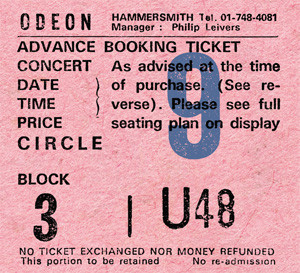 ODEON HAMMERSMITH Tel. 01-748-4081
Manager : Philip Leivers
ADVANCE BOOKING TICKET
CONCERT As advised at the time
DATE ) of purchase. (See re-
TIME ) verse). Please see full
PRICE seating plan on display
CIRCLE
9
BLOCK
3 | U48
NO TICKET EXCHANGED NOR MONEY REFUNDED
This portion to be retained No re-admission